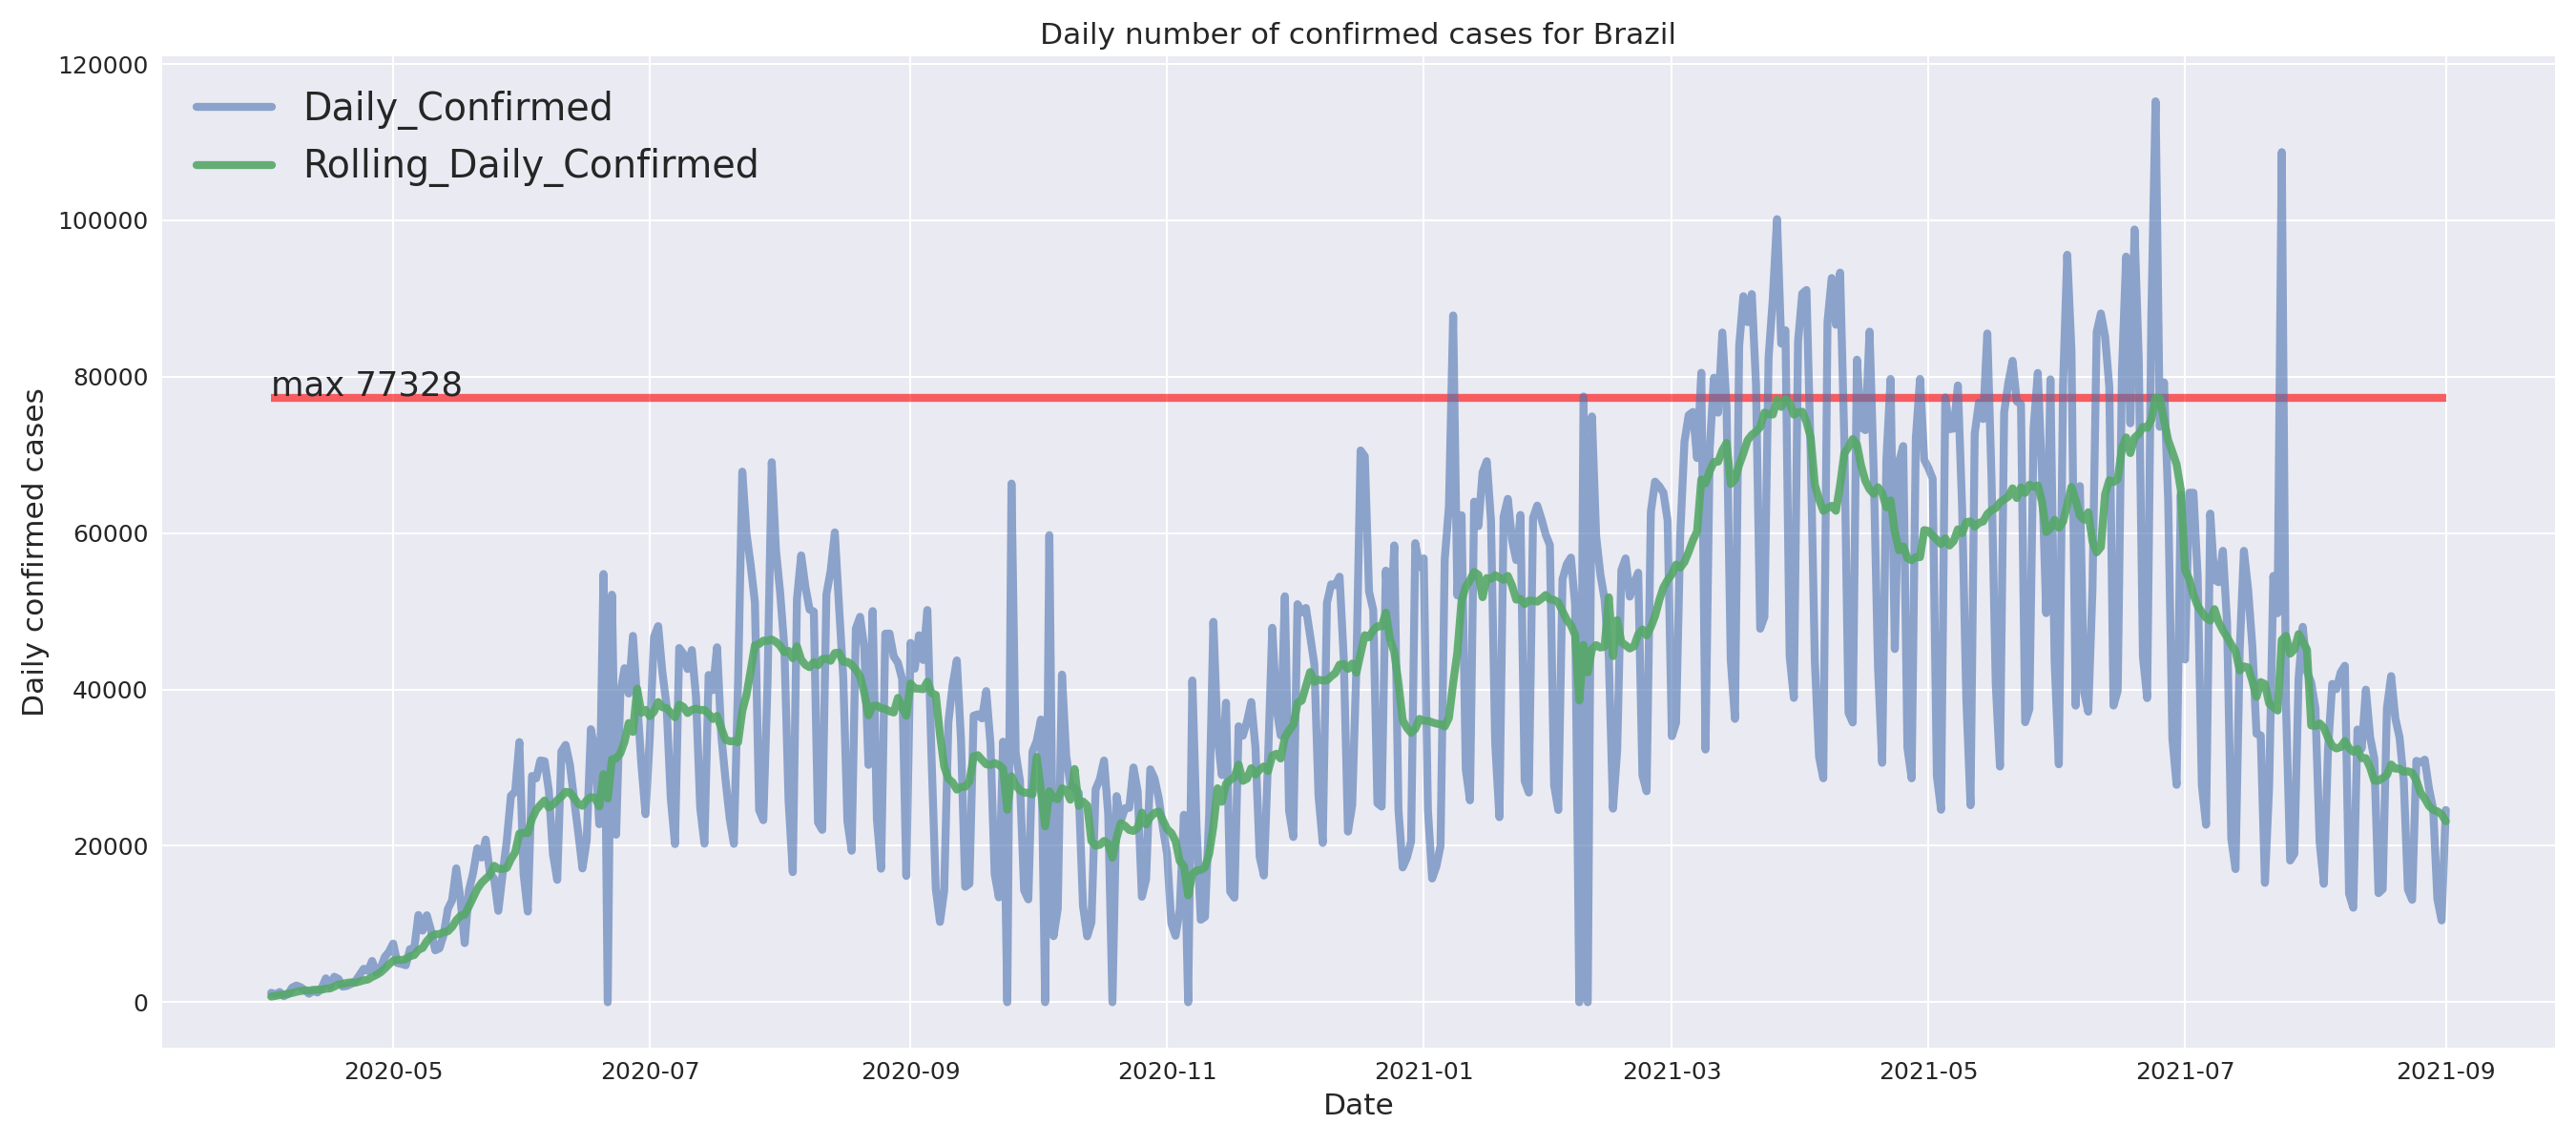 Daily number of confirmed cases for Brazil
120000
100000
80000
60000
40000
20000
0
Daily confirmed cases
Daily_Confirmed
Rolling_Daily_Confirmed
max 77328
2020-05 2020-07 2020-09 2020-11 2021-01 2021-03 2021-05 2021-07 2021-09
Date